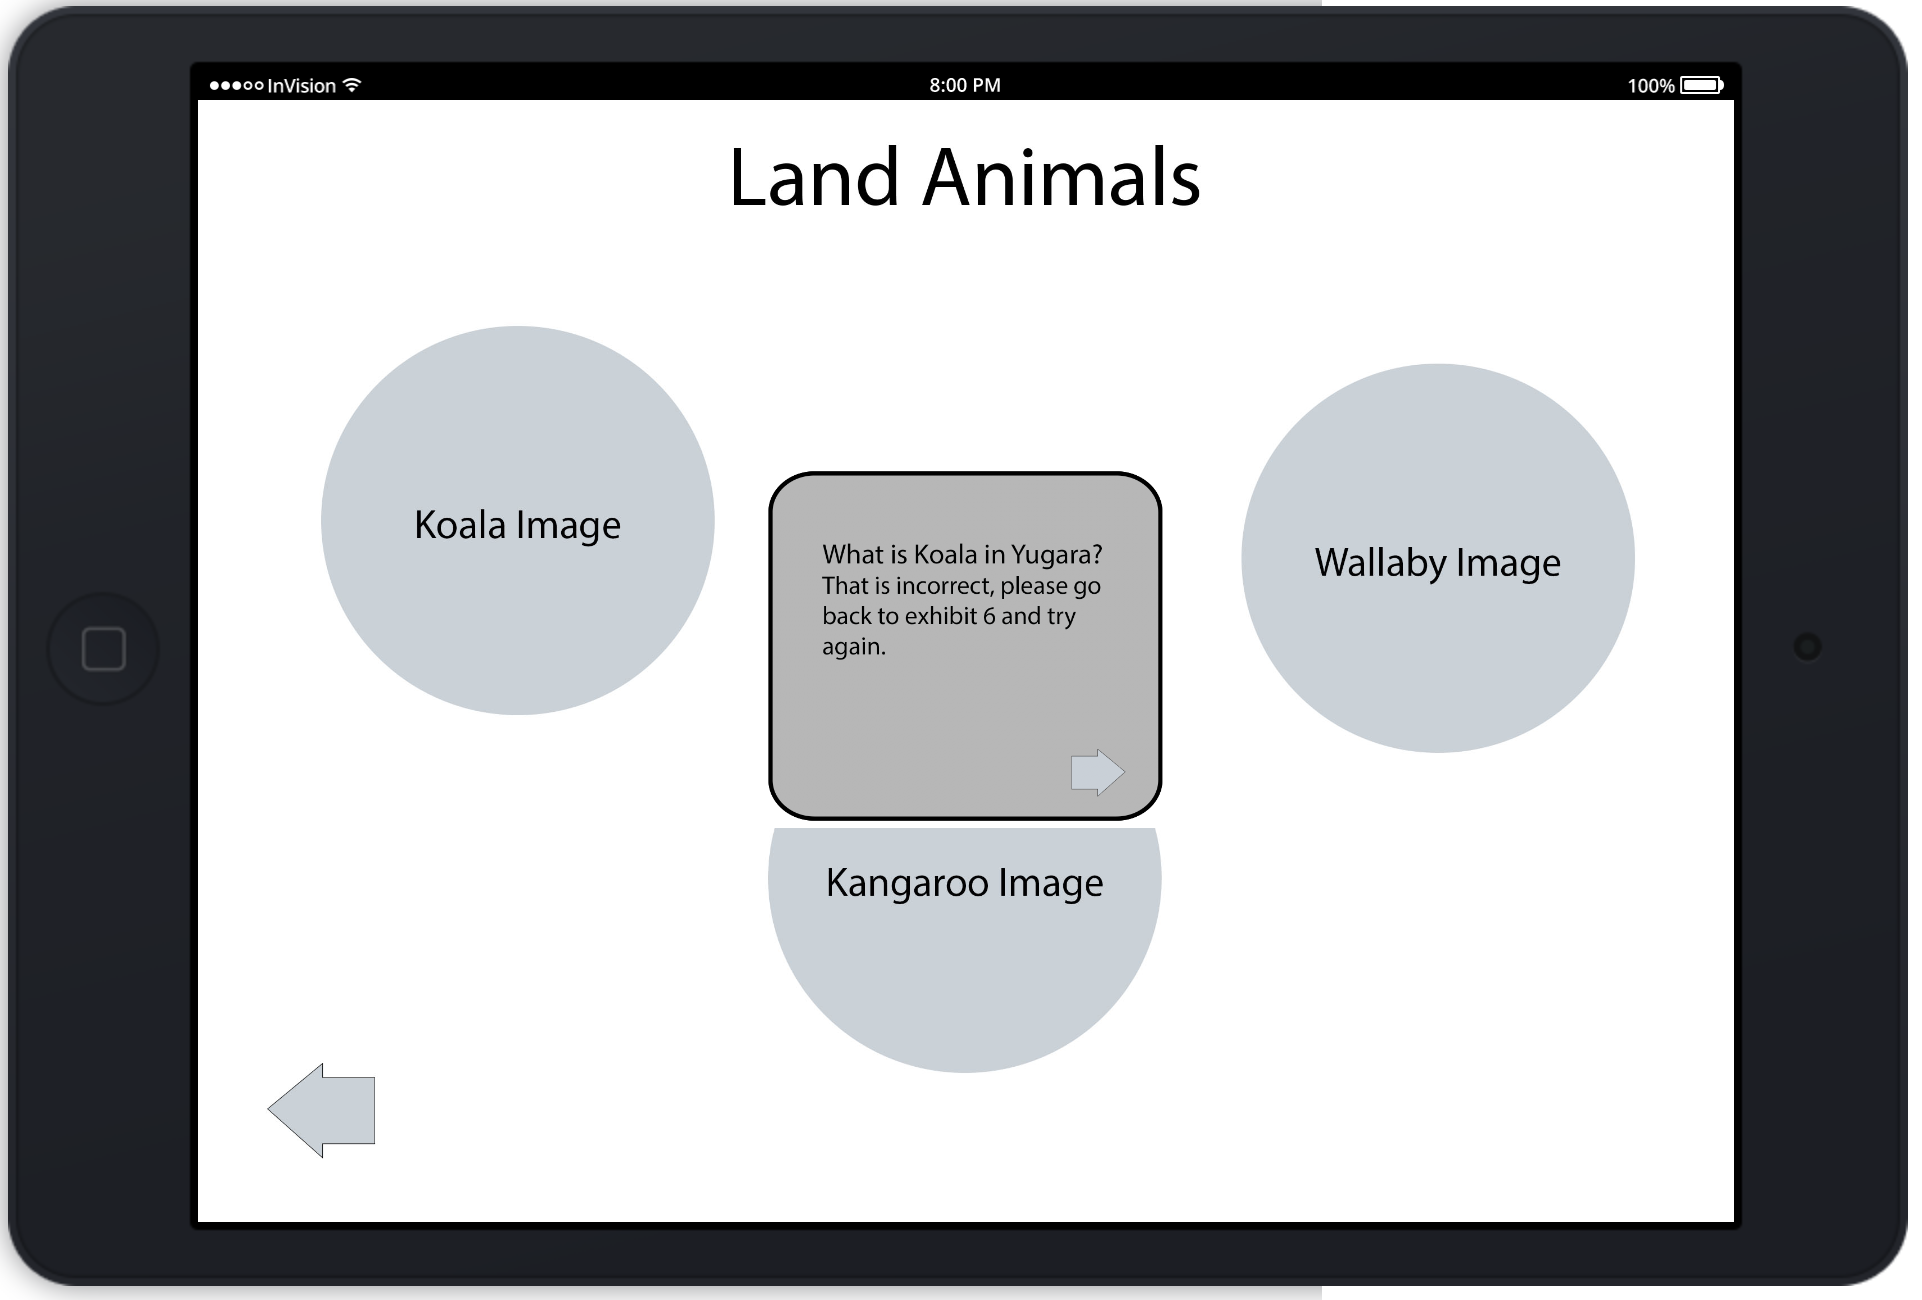 InVision
8:00 PM
100%
Land Animals
Koala Image
Wallaby Image
What is Koala in Yugara?
That is incorrect, please go
back to exhibit 6 and try
again.
Kangaroo Image